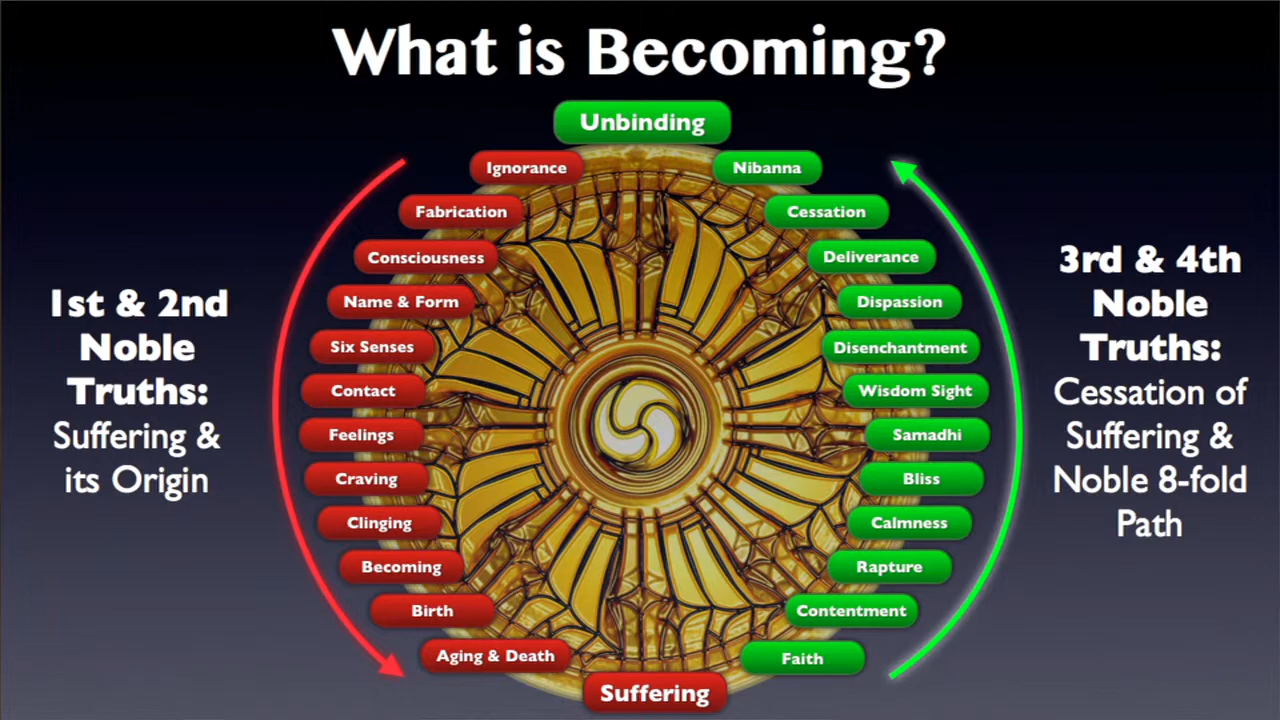 What is Becoming?
Unbinding
Ignorance
Fabrication
Consciousness
Name & Form
Six Senses
Contact
Feelings
Craving
Clinging
Becoming
Birth
Aging & Death
Suffering
Nibanna
Cessation
Deliverance
Dispassion
Disenchantment
Wisdom Sight
Samadhi
Bliss
Calmness
Rapture
Contentment
Faith
1st & 2nd
Noble
Truths:
Suffering &
its Origin
3rd & 4th
Noble
Truths:
Cessation of
Suffering &
Noble 8-fold
Path